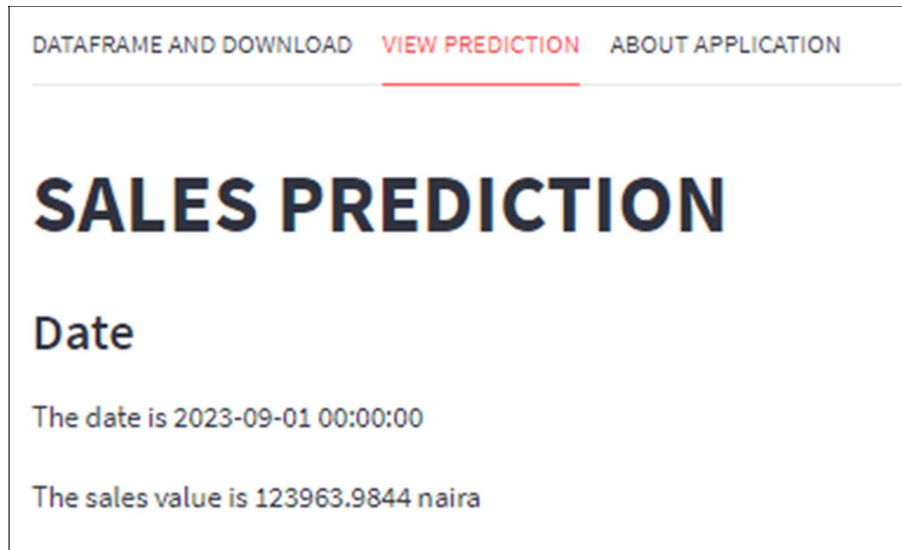 DATAFRAME AND DOWNLOAD VIEW PREDICTION ABOUT APPLICATION
SALES PREDICTION
Date
The date is 2023-09-01 00:00:00
The sales value is 123963.9844 naira